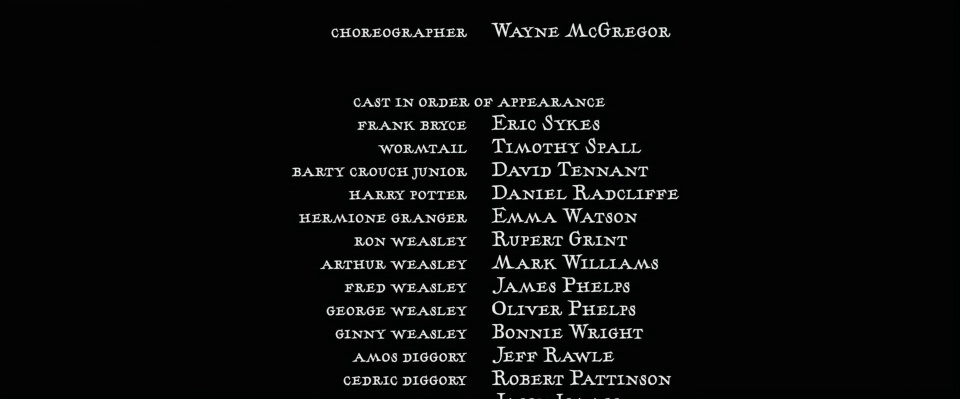 CHOREOGRAPHER WAYNE MCGREGOR
CAST IN ORDER OF APPEARANCE
FRANK BRYCE ERIC SYKES
WORMTAIL TIMOTHY SPALL
BARTY CROUCH JUNIOR DAVID TENNANT
HARRY POTTER DANIEL RADCLIFFE
HERMIONE GRANGER EMMA WATSON
RON WEASLEY RUPERT GRINT
ARTHUR WEASLEY MARK WILLIAMS
FRED WEASLEY JAMES PHELPS
GEORGE WEASLEY OLIVER PHELPS
GINNY WEASLEY BONNIE WRIGHT
AMOS DIGGORY JEFF RAWLE
CEDRIC DIGGORY ROBERT PATTINSON